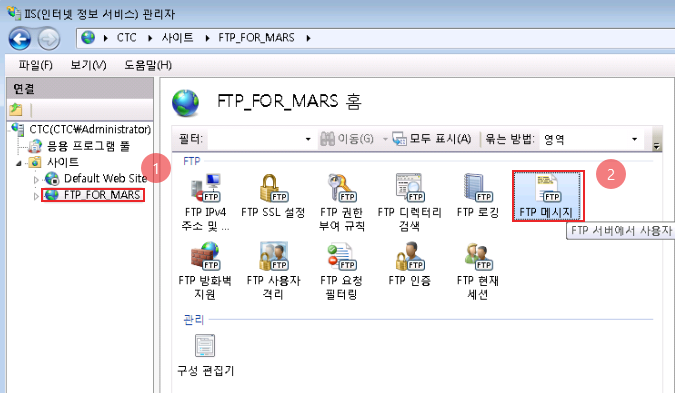 IIS(인터넷 정보 서비스) 관리자
CTC 사이트 FTP_FOR_MARS
파일(F) 보기(V) 도움말(H)
연결
CTC(CTC\Administrator)
응용 프로그램 풀
사이트
Default Web Site
FTP_FOR_MARS
1
FTP_FOR_MARS 홈
필터: 이동(G) 모두 표시(A) 묶는 방법: 영역
FTP
FTP IPv4 주소 및 ...
FTP SSL 설정
FTP 권한 부여 규칙
FTP 디렉터리 검색
FTP 로깅
FTP 메시지
2
FTP 서버에서 사용자
FTP 방화벽 지원
FTP 사용자 격리
FTP 요청 필터링
FTP 인증
FTP 현재 세션
관리
구성 편집기